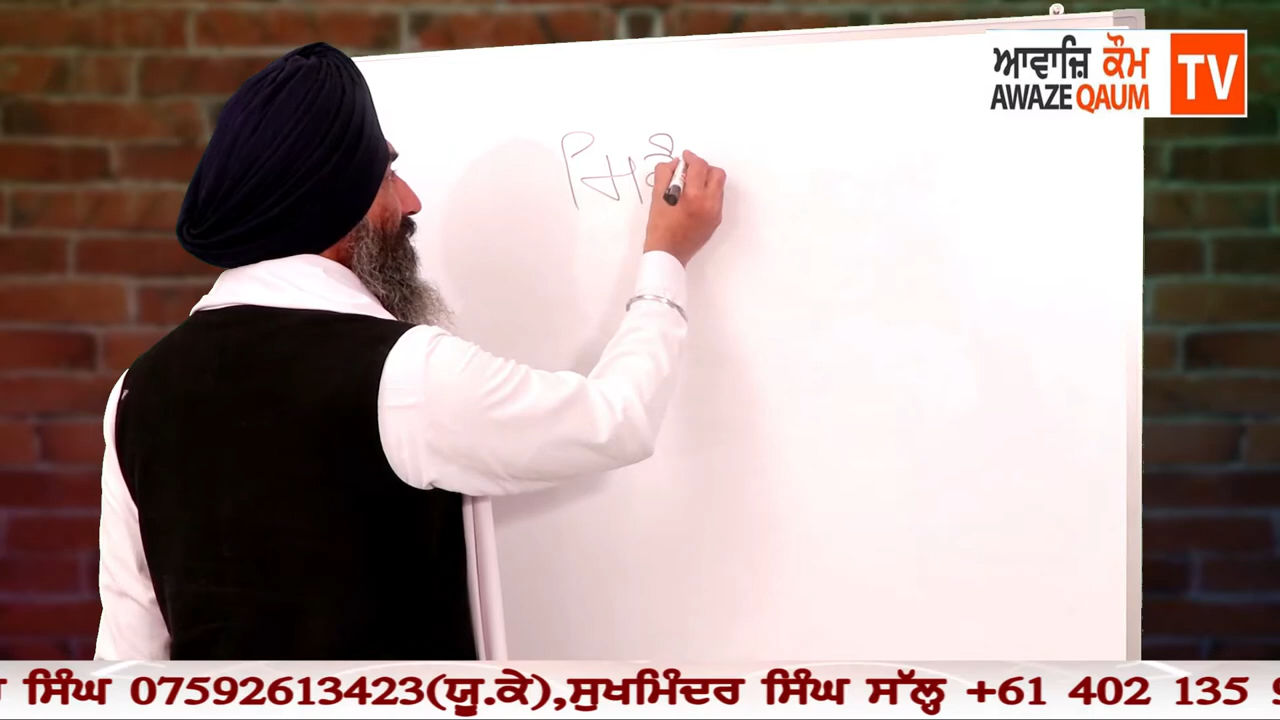 ਆਵਾਜ਼ਿ ਕੌਮ TV
AWAZE QAUM
ਸਿੰਘ 07592613423(ਯੂ.ਕੇ),ਸੁਖਮਿੰਦਰ ਸਿੰਘ ਸੱਲ੍ਹ +61 402 135